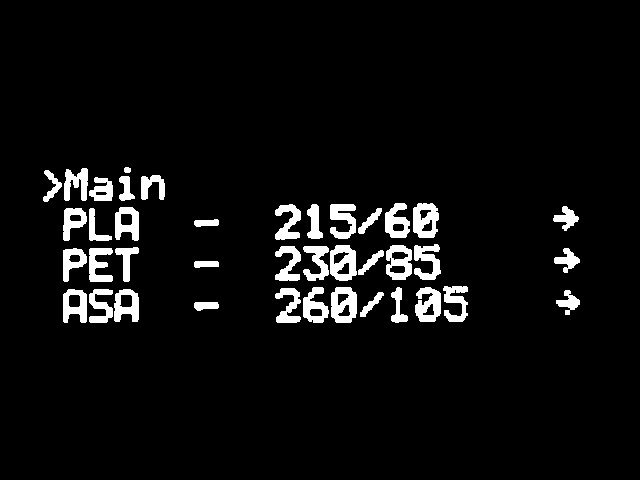 >Main
PLA - 215/60 →
PET - 230/85 →
ASA - 260/105 →